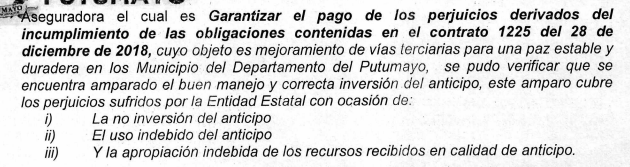 PUTUMAYO
MAYO
Aseguradora el cual es Garantizar el pago de los perjuicios derivados del
incumplimiento de las obligaciones contenidas en el contrato 1225 del 28 de
diciembre de 2018, cuyo objeto es mejoramiento de vías terciarias para una paz estable y
duradera en los Municipio del Departamento del Putumayo, se pudo verificar que se
encuentra amparado el buen manejo y correcta inversión del anticipo, este amparo cubre
los perjuicios sufridos por la Entidad Estatal con ocasión de:
i) La no inversión del anticipo
ii) El uso indebido del anticipo
iii) Y la apropiación indebida de los recursos recibidos en calidad de anticipo.